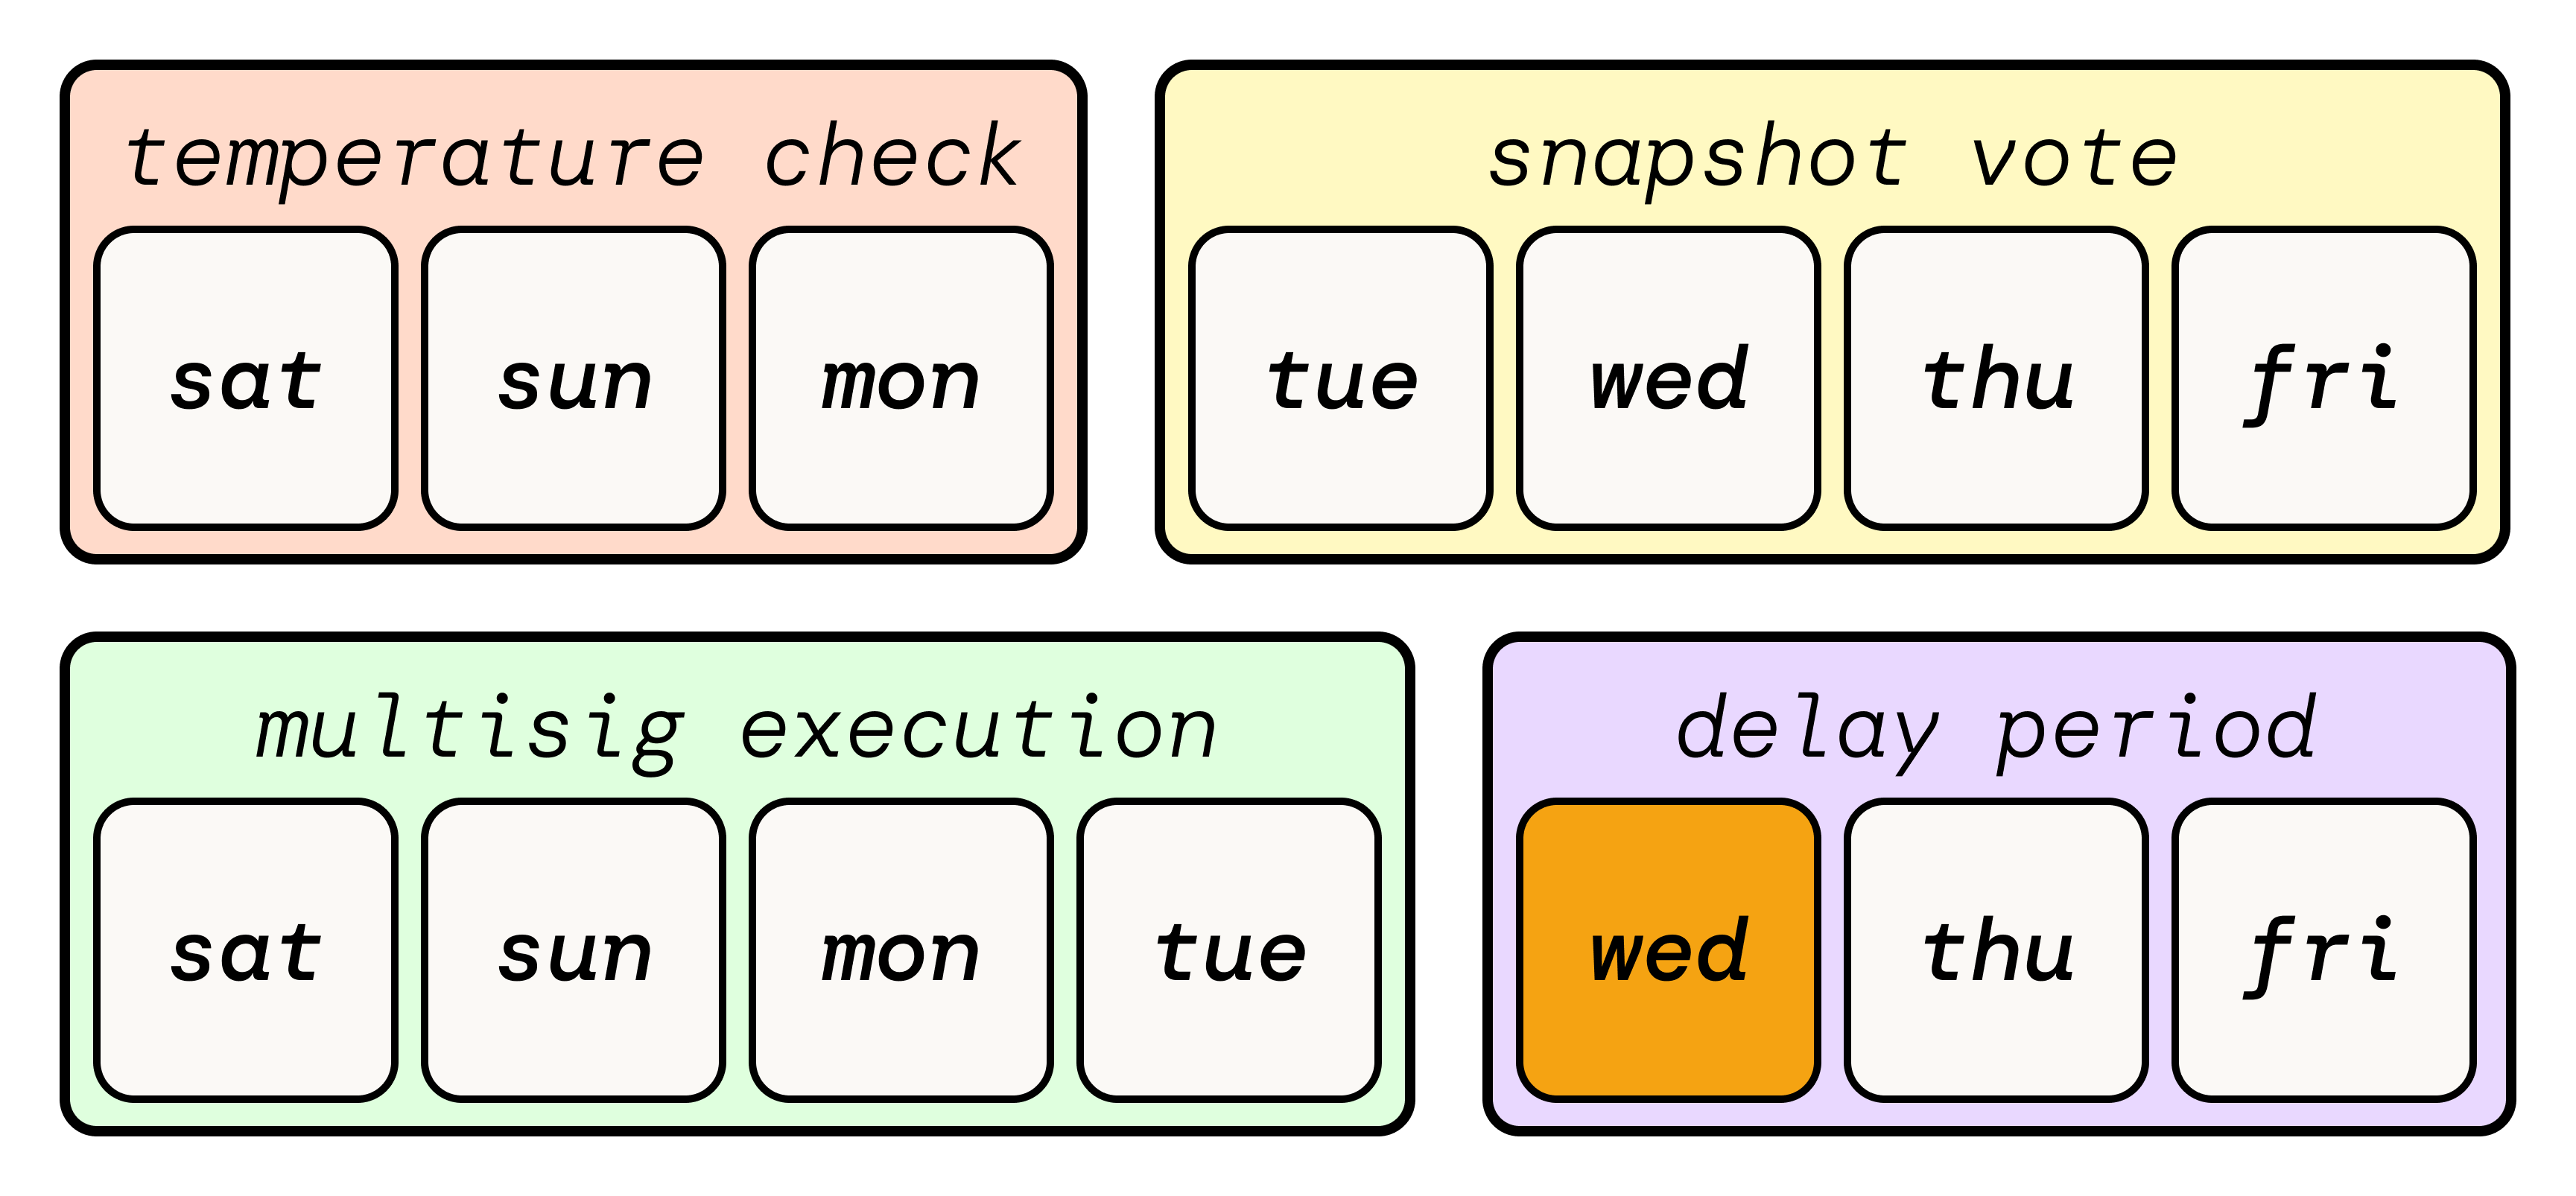 temperature check
sat sun mon
snapshot vote
tue wed thu fri
multisig execution
sat sun mon tue
delay period
wed thu fri